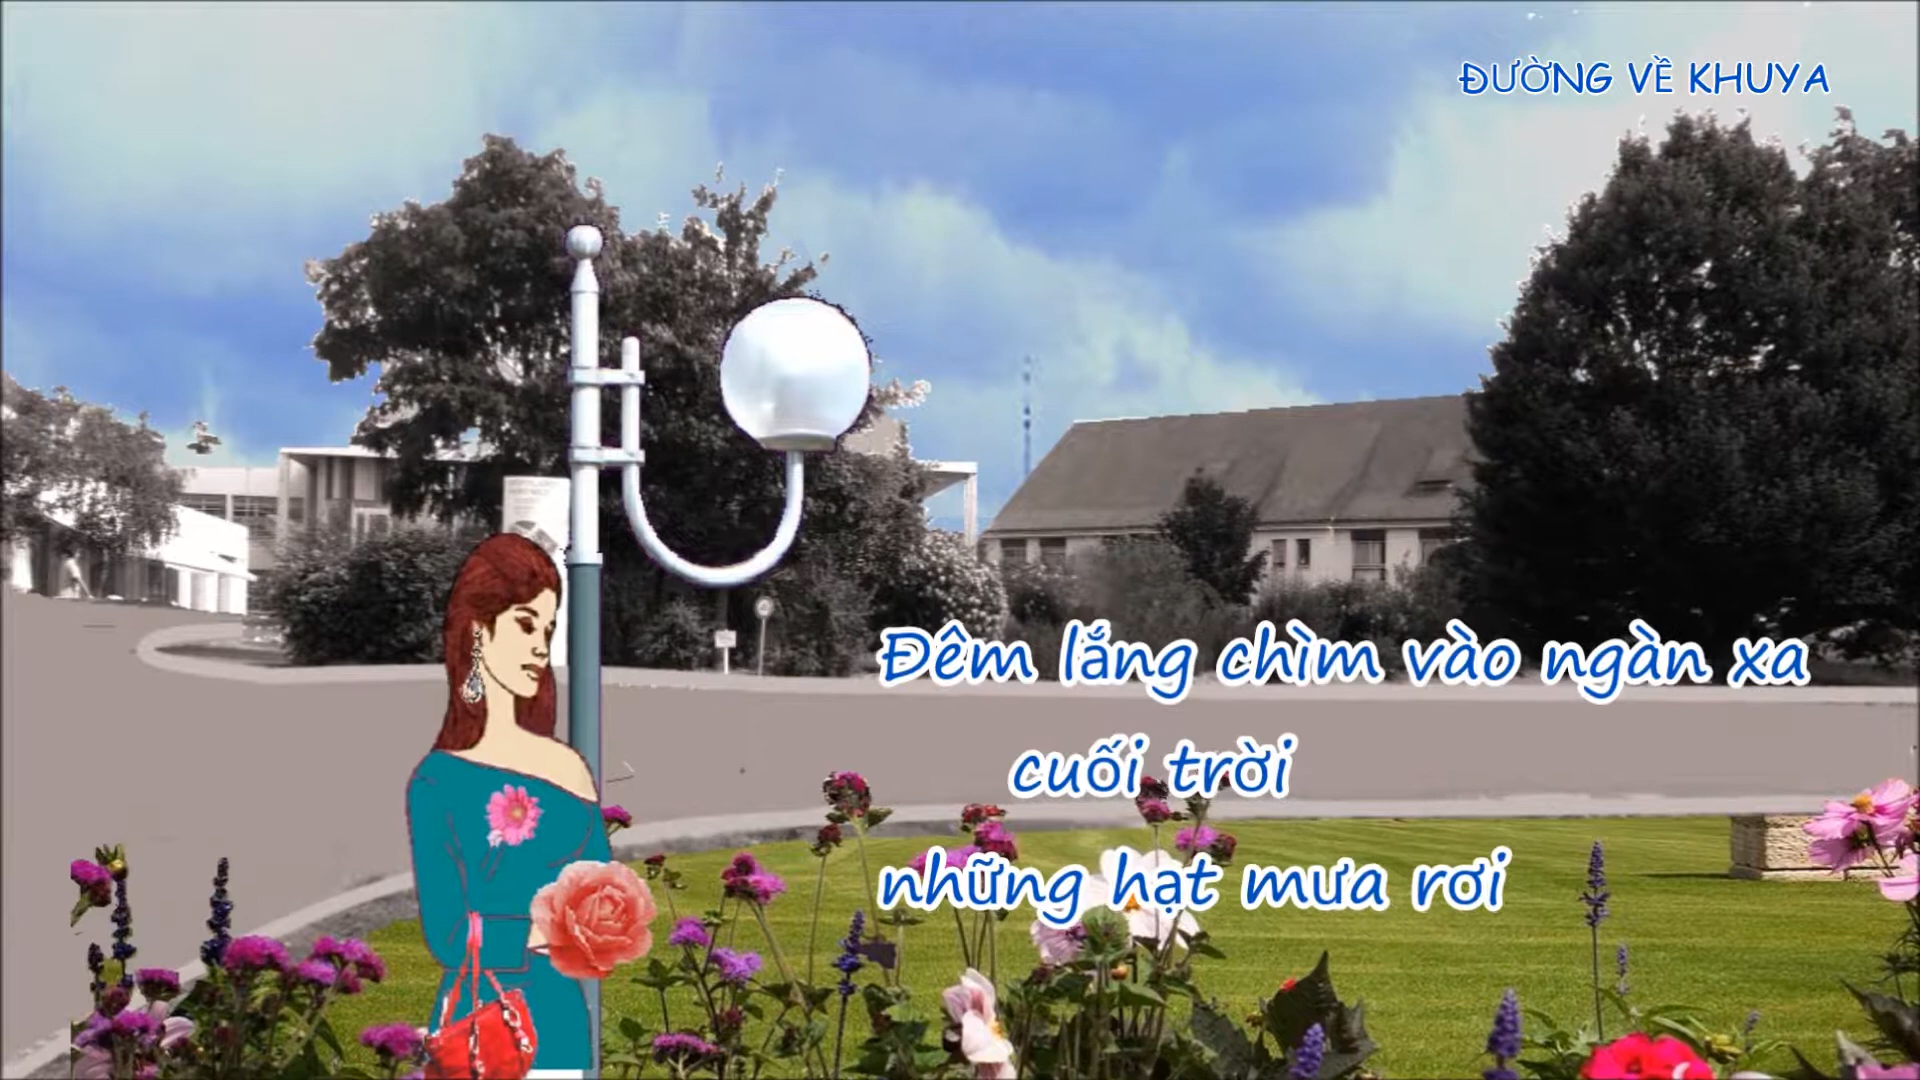 ĐƯỜNG VỀ KHUYA
Đêm lắng chìm vào ngàn xa
cuối trời
những hạt mưa rơi